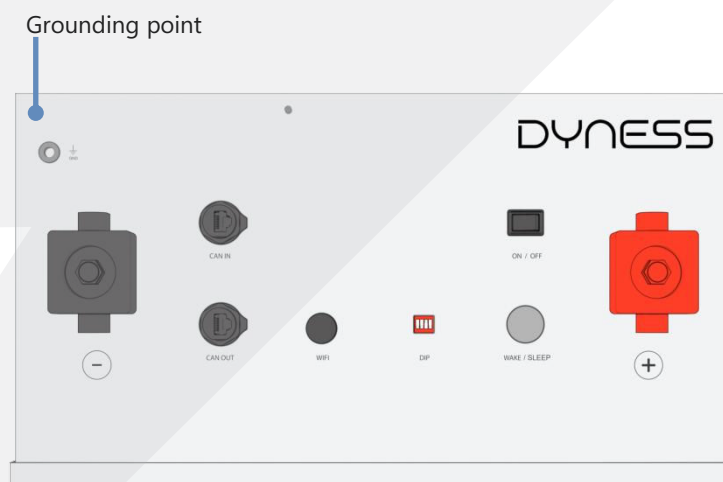 Grounding point
DYNESS
CAN IN
ON / OFF
CAN OUT
WIFI
DIP
WAKE / SLEEP
−
+